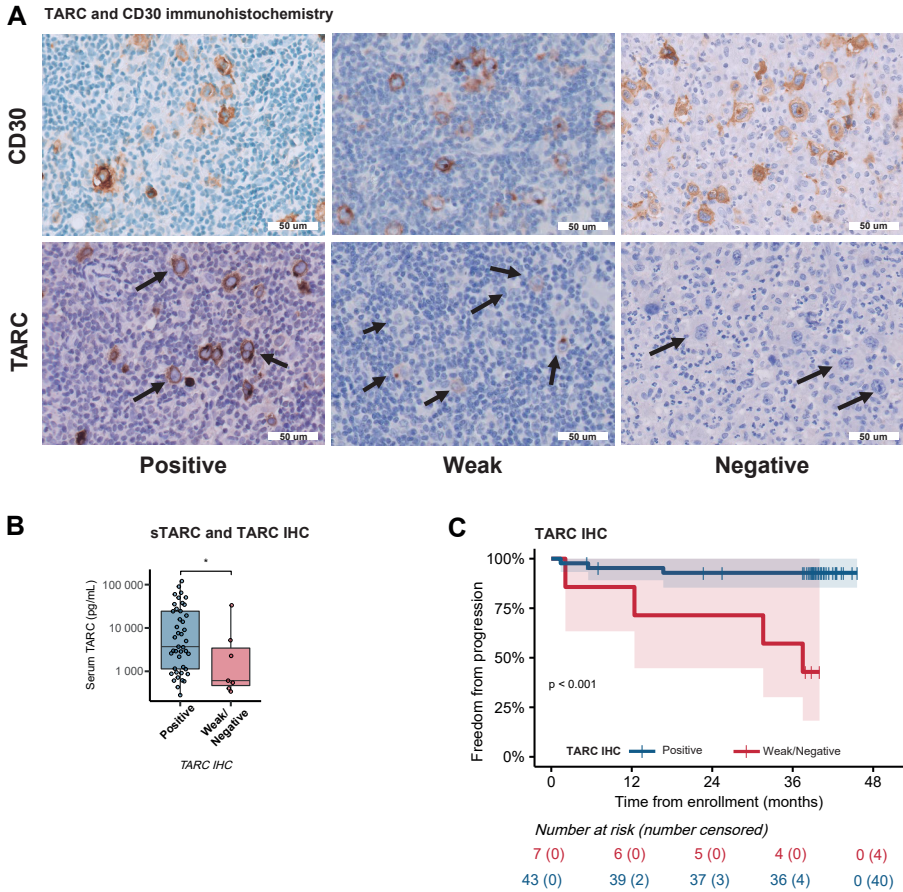 A TARC and CD30 immunohistochemistry
CD30
50 um
50 um
50 um
TARC
50 um
50 um
50 um
Positive
Weak
Negative
B
sTARC and TARC IHC
*
Serum TARC (pg/mL)
100 000
10 000
1 000
Positive
Weak/
Negative
TARC IHC
C
TARC IHC
Freedom from progression
100%
75%
50%
25%
0%
p < 0.001
TARC IHC Positive Weak/Negative
0 12 24 36 48
Time from enrollment (months)
Number at risk (number censored)
7 (0) 6 (0) 5 (0) 4 (0) 0 (4)
43 (0) 39 (2) 37 (3) 36 (4) 0 (40)